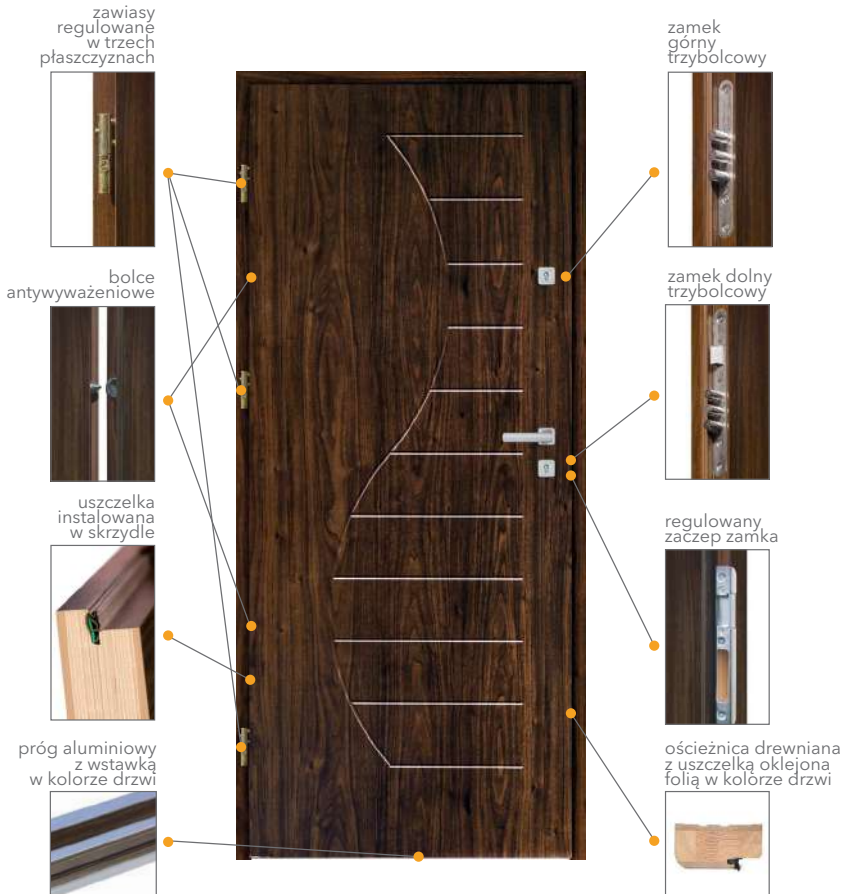 zawiasy
regulowane
w trzech
płaszczyznach
bolce
antywyważeniowe
uszczelka
instalowana
w skrzydle
próg aluminiowy
z wstawką
w kolorze drzwi
zamek
górny
trzybolcowy
zamek dolny
trzybolcowy
regulowany
zaczep zamka
ościeżnica drewniana
z uszczelką oklejona
folią w kolorze drzwi